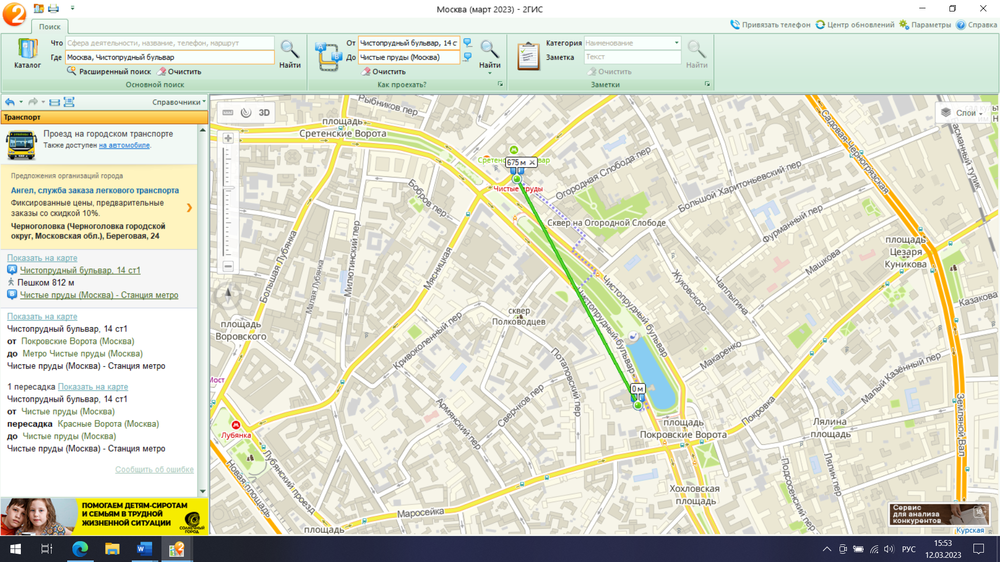 Москва (март 2023) - 2ГИС
Поиск
Привязать телефон
Центр обновлений
Параметры
Справка
Каталог
Что
Сфера деятельности, название, телефон, маршрут
Где
Москва, Чистопрудный бульвар
Расширенный поиск
Очистить
Найти
Основной поиск
A
B
От
Чистопрудный бульвар, 14 с
До
Чистые пруды (Москва)
Очистить
Найти
Как проехать?
Категория
Наименование
Заметка
Текст
Очистить
Найти
Заметки
Справочники
Транспорт
Проезд на городском транспорте
Также доступен на автомобиле.
Предложения организаций города
Ангел, служба заказа легкового транспорта
Фиксированные цены, предварительные
заказы со скидкой 10%.
Черноголовка (Черноголовка городской
округ, Московская обл.), Береговая, 24
Показать на карте
A Чистопрудный бульвар, 14 ст1
Пешком 812 м
B Чистые пруды (Москва) - Станция метро
Показать на карте
Чистопрудный бульвар, 14 ст1
от Покровские Ворота (Москва)
до Метро Чистые пруды (Москва)
Чистые пруды (Москва) - Станция метро
1 пересадка Показать на карте
Чистопрудный бульвар, 14 ст1
от Чистые пруды (Москва)
пересадка Красные Ворота (Москва)
до Чистые пруды (Москва)
Чистые пруды (Москва) - Станция метро
Сообщить об ошибке
ПОМОГАЕМ ДЕТЯМ-СИРОТАМ
И СЕМЬЯМ В ТРУДНОЙ
ЖИЗНЕННОЙ СИТУАЦИИ
СОЛНЕЧНЫЙ
ГОРОД
3D
Слои
Рыбников пер
площадь
Сретенские Ворота
675 м
Чистые пруды
Огородная Слобода пер
Большой Харитоньевский пер
Садовая-Черногрязская
Бобров пер
Сквер на Огородной Слободе
Фурманный пер
площадь
Цезаря
Куникова
Большая Лубянка
Малая Лубянка
Милютинский пер
Мясницкая
Машкова
Жуковского
Чаплыгина
Казакова
Чистопрудный бульвар
Чистопрудный бульвар
сквер
Полководцев
площадь
Воровского
Кривоколенный пер
Потаповский пер
Макаренко
Малый Казённый пер
Мост
0 м
Армянский пер
Сверчков пер
Покровка
площадь
Покровские Ворота
Лялина
площадь
Земляной Вал
Лубянка
Новая площадь
Лубянский проезд
Подсосенский пер
Лялин пер
Хохловская
площадь
Маросейка
площадь
Подсосенский пер
Сервис
для анализа
конкурентов
18+
Курская
РУС
15:53
12.03.2023